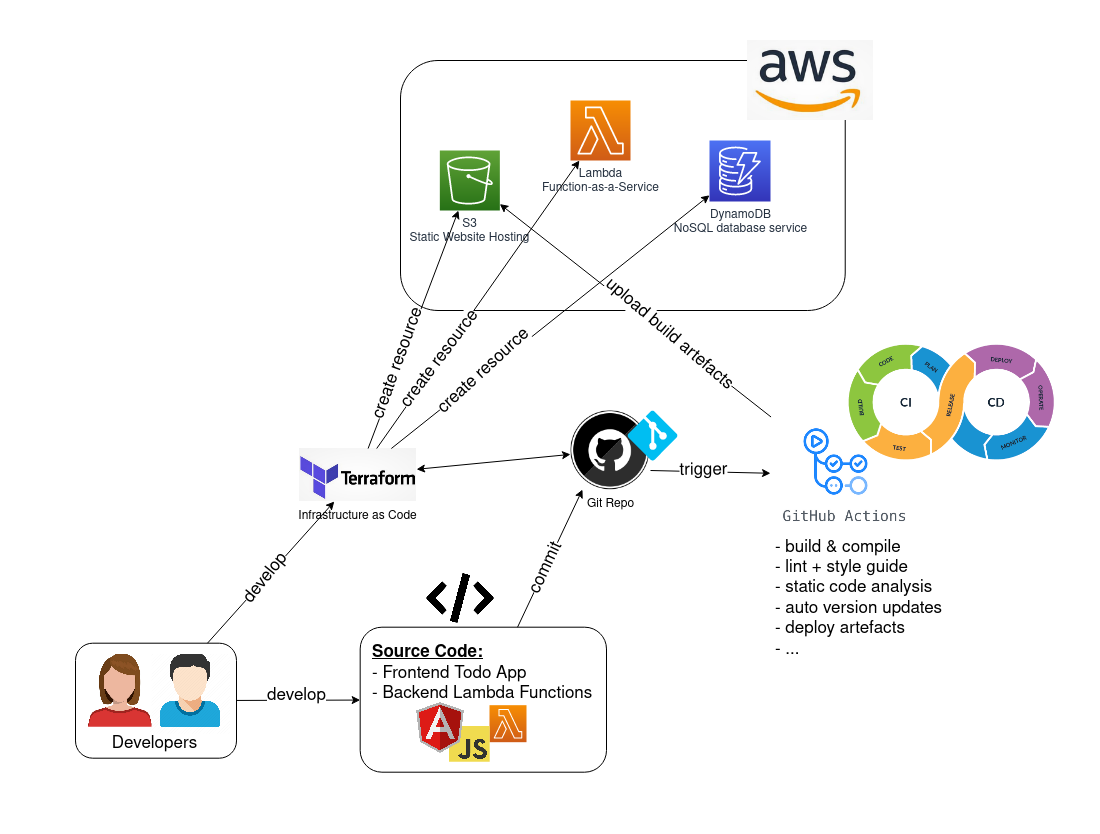 aws
Lambda
Function-as-a-Service
S3
Static Website Hosting
DynamoDB
NoSQL database service
create resource
create resource
create resource
upload build artefacts
CODE
PLAN
BUILD
TEST
RELEASE
DEPLOY
OPERATE
MONITOR
CI
CD
Terraform
Infrastructure as Code
Git Repo
trigger
GitHub Actions
- build & compile
- lint + style guide
- static code analysis
- auto version updates
- deploy artefacts
- ...
develop
commit
</>
Source Code:
- Frontend Todo App
- Backend Lambda Functions
A
JS
develop
Developers